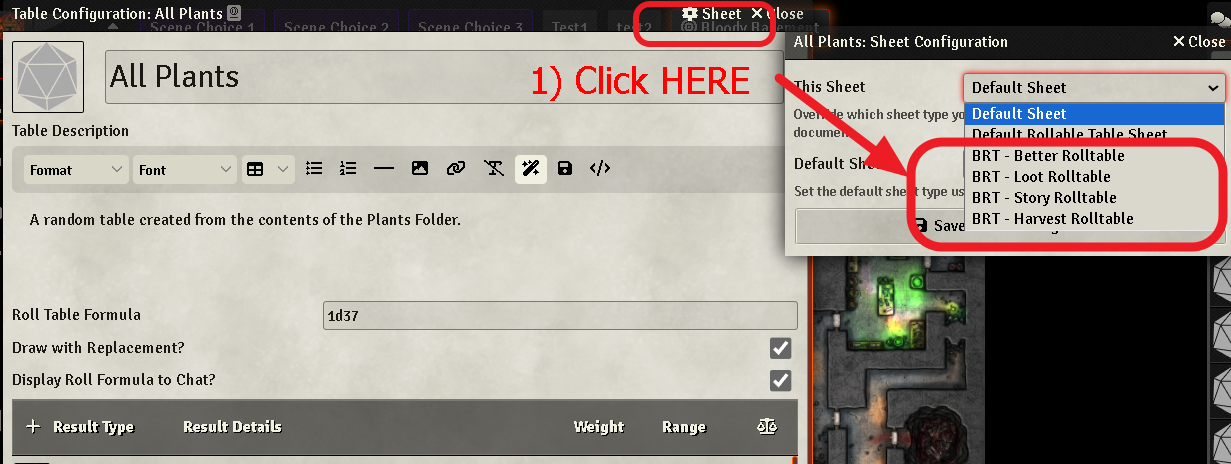 Table Configuration: All Plants
Sheet
Close
Scene Choice 1
Scene Choice 2
Scene Choice 3
Test1
test2
Bloody Basement
All Plants
1) Click HERE
All Plants: Sheet Configuration
Close
This Sheet
Default Sheet
Override which sheet type yo
document
Default Sheet
Default Rollable Table Sheet
BRT - Better Rolltable
BRT - Loot Rolltable
BRT - Story Rolltable
BRT - Harvest Rolltable
Default She
Set the default sheet type us
Save
Table Description
Format
Font
A random table created from the contents of the Plants Folder.
Roll Table Formula
1d37
Draw with Replacement?
Display Roll Formula to Chat?
Result Type
Result Details
Weight
Range